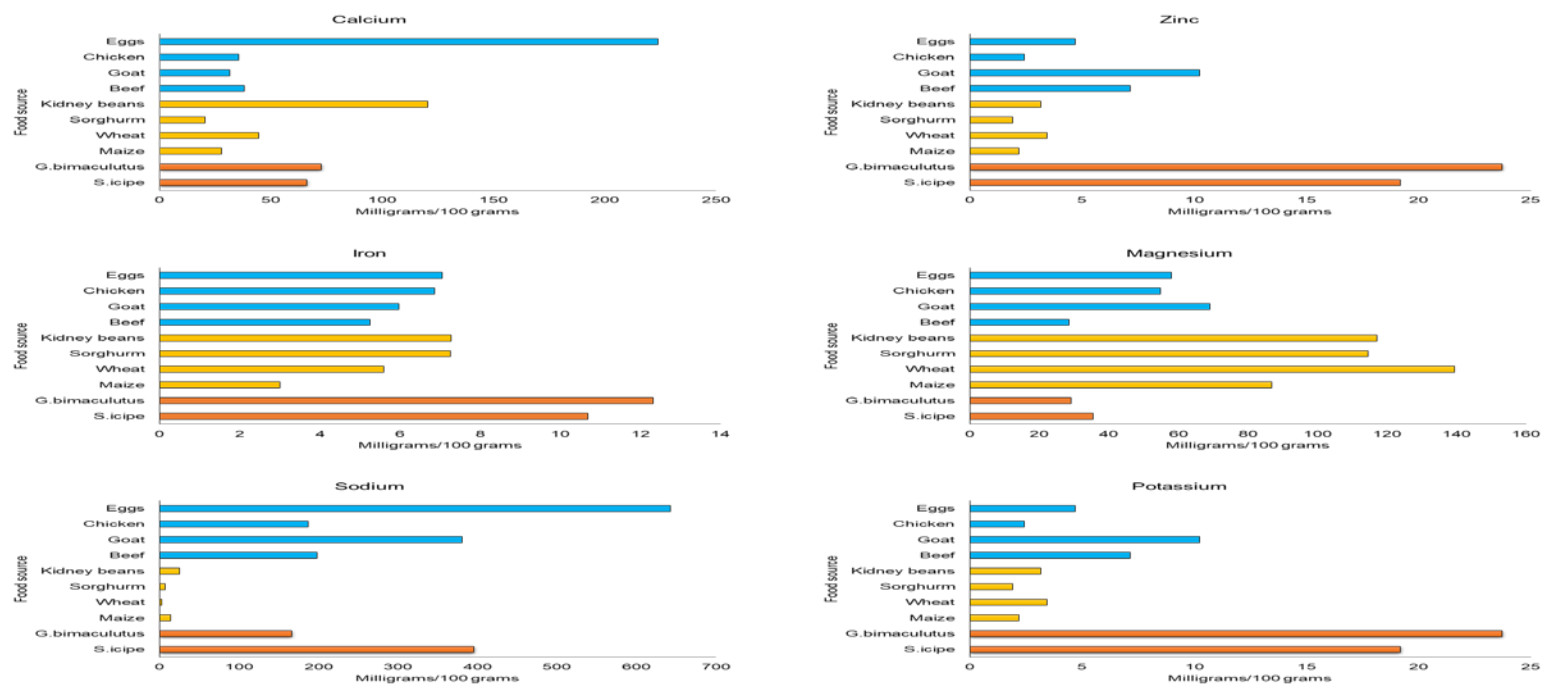 Calcium
Food source
Eggs
Chicken
Goat
Beef
Kidney beans
Sorghurm
Wheat
Maize
G.bimaculutus
S.icipe
0 50 100 150 200 250
Milligrams/100 grams
Zinc
Food source
Eggs
Chicken
Goat
Beef
Kidney beans
Sorghurm
Wheat
Maize
G.bimaculutus
S.icipe
0 5 10 15 20 25
Milligrams/100 grams
Iron
Food source
Eggs
Chicken
Goat
Beef
Kidney beans
Sorghurm
Wheat
Maize
G.bimaculutus
S.icipe
0 2 4 6 8 10 12 14
Milligrams/100 grams
Magnesium
Food source
Eggs
Chicken
Goat
Beef
Kidney beans
Sorghurm
Wheat
Maize
G.bimaculutus
S.icipe
0 20 40 60 80 100 120 140 160
Milligrams/100 grams
Sodium
Food source
Eggs
Chicken
Goat
Beef
Kidney beans
Sorghurm
Wheat
Maize
G.bimaculutus
S.icipe
0 100 200 300 400 500 600 700
Milligrams/100 grams
Potassium
Food source
Eggs
Chicken
Goat
Beef
Kidney beans
Sorghurm
Wheat
Maize
G.bimaculutus
S.icipe
0 5 10 15 20 25
Milligrams/100 grams